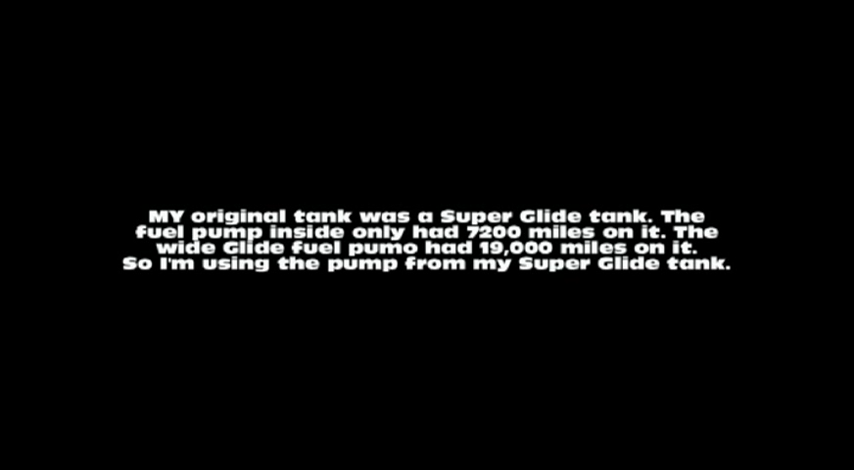 MY original tank was a Super Glide tank. The
fuel pump inside only had 7200 miles on it. The
wide Glide fuel pumo had 19,000 miles on it.
So I'm using the pump from my Super Glide tank.